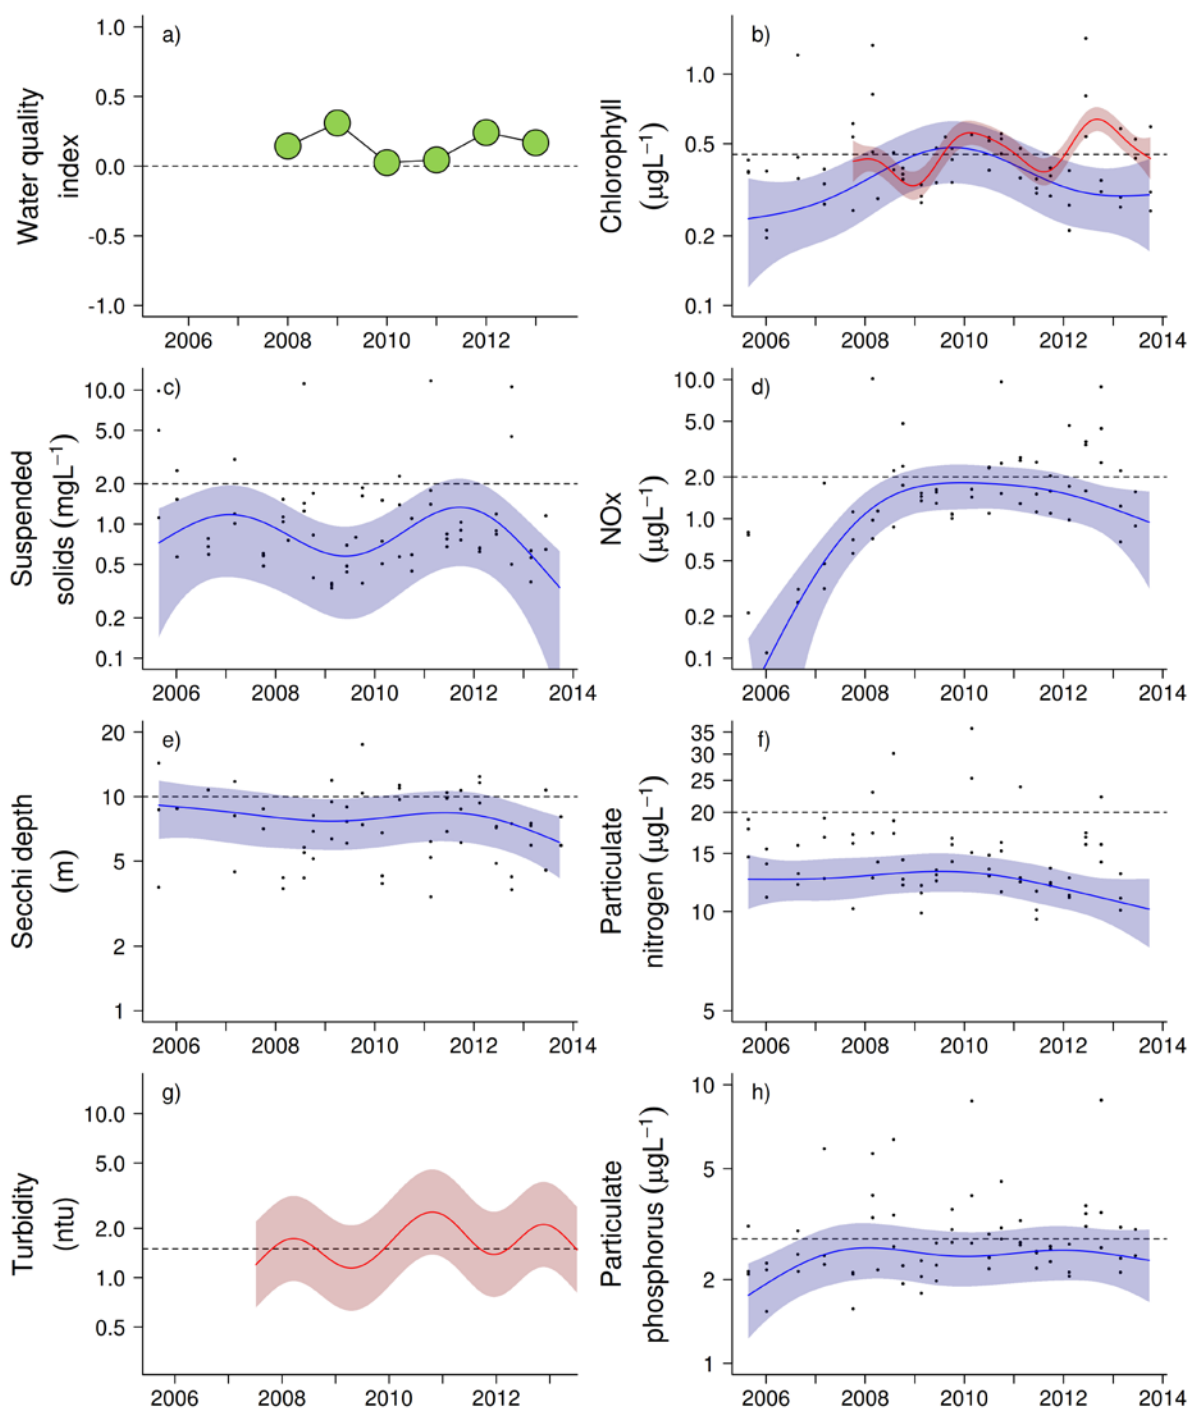 a)
Water quality
index
1.0
0.5
0.0
-0.5
-1.0
2006 2008 2010 2012
b)
Chlorophyll
(µgL−1)
1.0
0.5
0.2
0.1
2006 2008 2010 2012 2014
c)
Suspended
solids (mgL−1)
10.0
5.0
2.0
1.0
0.5
0.2
0.1
2006 2008 2010 2012 2014
d)
NOx
(µgL−1)
10.0
5.0
2.0
1.0
0.5
0.2
0.1
2006 2008 2010 2012 2014
e)
Secchi depth
(m)
20
10
5
2
1
2006 2008 2010 2012 2014
f)
Particulate
nitrogen (µgL−1)
35
30
25
20
15
10
5
2006 2008 2010 2012 2014
g)
Turbidity
(ntu)
10.0
5.0
2.0
1.0
0.5
2006 2008 2010 2012
h)
Particulate
phosphorus (µgL−1)
10
5
2
1
2006 2008 2010 2012 2014